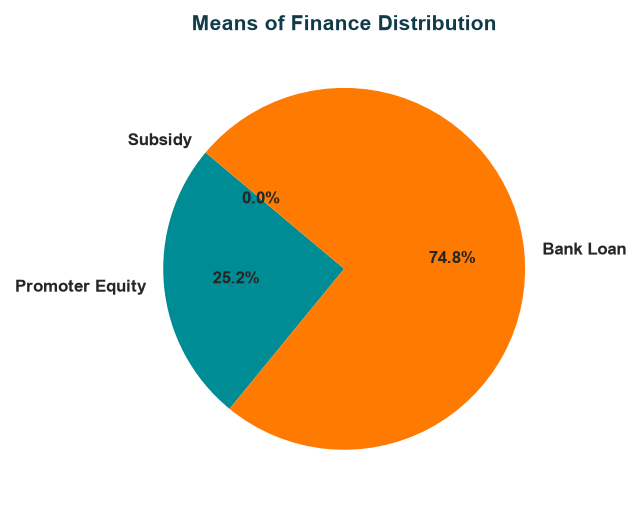 Means of Finance Distribution
Subsidy
0.0%
Bank Loan
74.8%
25.2%
Promoter Equity